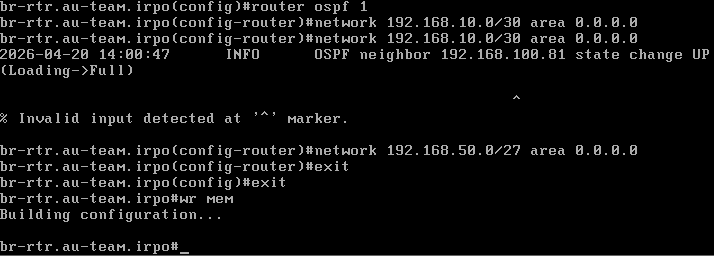 br-rtr.au-team.irpo(config)#router ospf 1
br-rtr.au-team.irpo(config-router)#network 192.168.10.0/30 area 0.0.0.0
br-rtr.au-team.irpo(config-router)#network 192.168.10.0/30 area 0.0.0.0
2026-04-20 14:00:47 INFO OSPF neighbor 192.168.100.81 state change UP
(Loading->Full)
^
% Invalid input detected at '^' marker.
br-rtr.au-team.irpo(config-router)#network 192.168.50.0/27 area 0.0.0.0
br-rtr.au-team.irpo(config-router)#exit
br-rtr.au-team.irpo(config)#exit
br-rtr.au-team.irpo#wr mem
Building configuration...
br-rtr.au-team.irpo#_